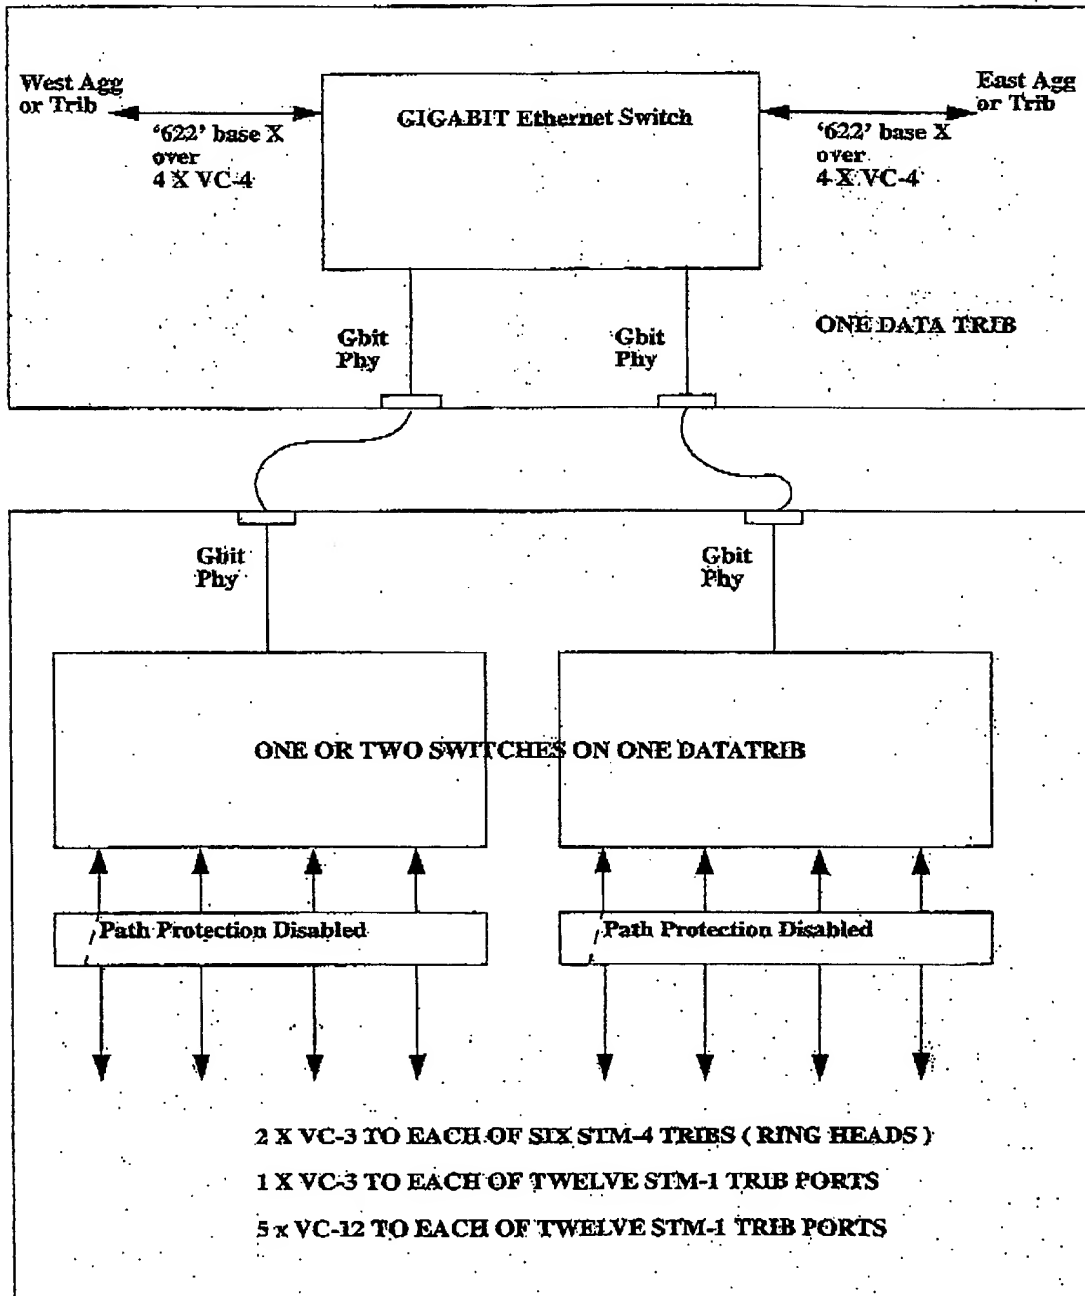 West Agg
or Trib
'622' base X
over
4 X VC-4
GIGABIT Ethernet Switch
East Agg
or Trib
'622' base X
over
4 X VC-4
ONE DATA TRIB
Gbit
Phy
Gbit
Phy
Gbit
Phy
Gbit
Phy
ONE OR TWO SWITCHES ON ONE DATATRIB
Path Protection Disabled
Path Protection Disabled
2 X VC-3 TO EACH OF SIX STM-4 TRIBS ( RING HEADS )
1 X VC-3 TO EACH OF TWELVE STM-1 TRIB PORTS
5 x VC-12 TO EACH OF TWELVE STM-1 TRIB PORTS